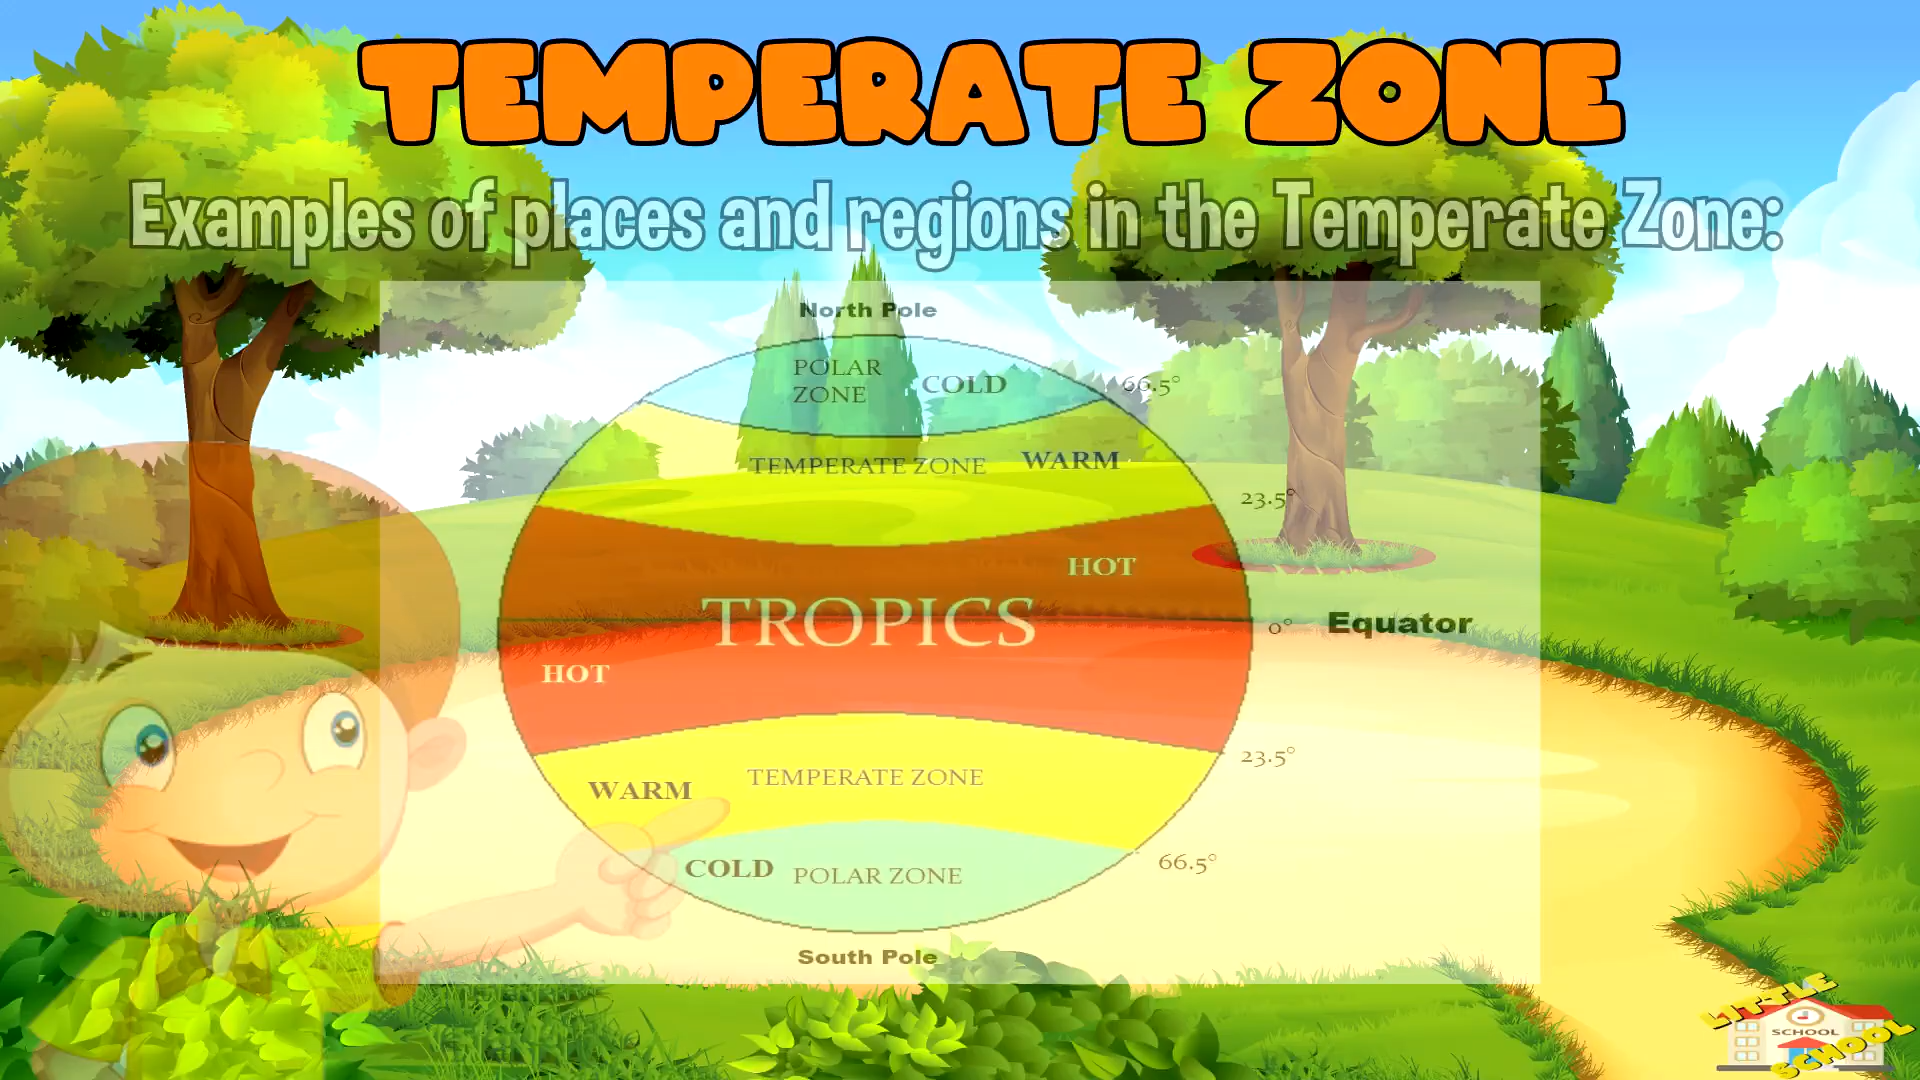 TEMPERATE ZONE
Examples of places and regions in the Temperate Zone:
North Pole
POLAR
ZONE
COLD
66.5°
TEMPERATE ZONE
WARM
23.5°
HOT
TROPICS
0°
Equator
HOT
23.5°
WARM
TEMPERATE ZONE
COLD
POLAR ZONE
66.5°
South Pole
LITTLE
SCHOOL
SCHOOL